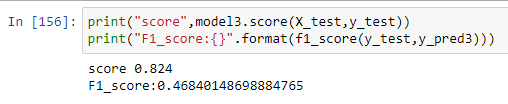 In [156]: print("score",model3.score(X_test,y_test))
print("F1_score:{}".format(f1_score(y_test,y_pred3)))
score 0.824
F1_score:0.46840148698884765